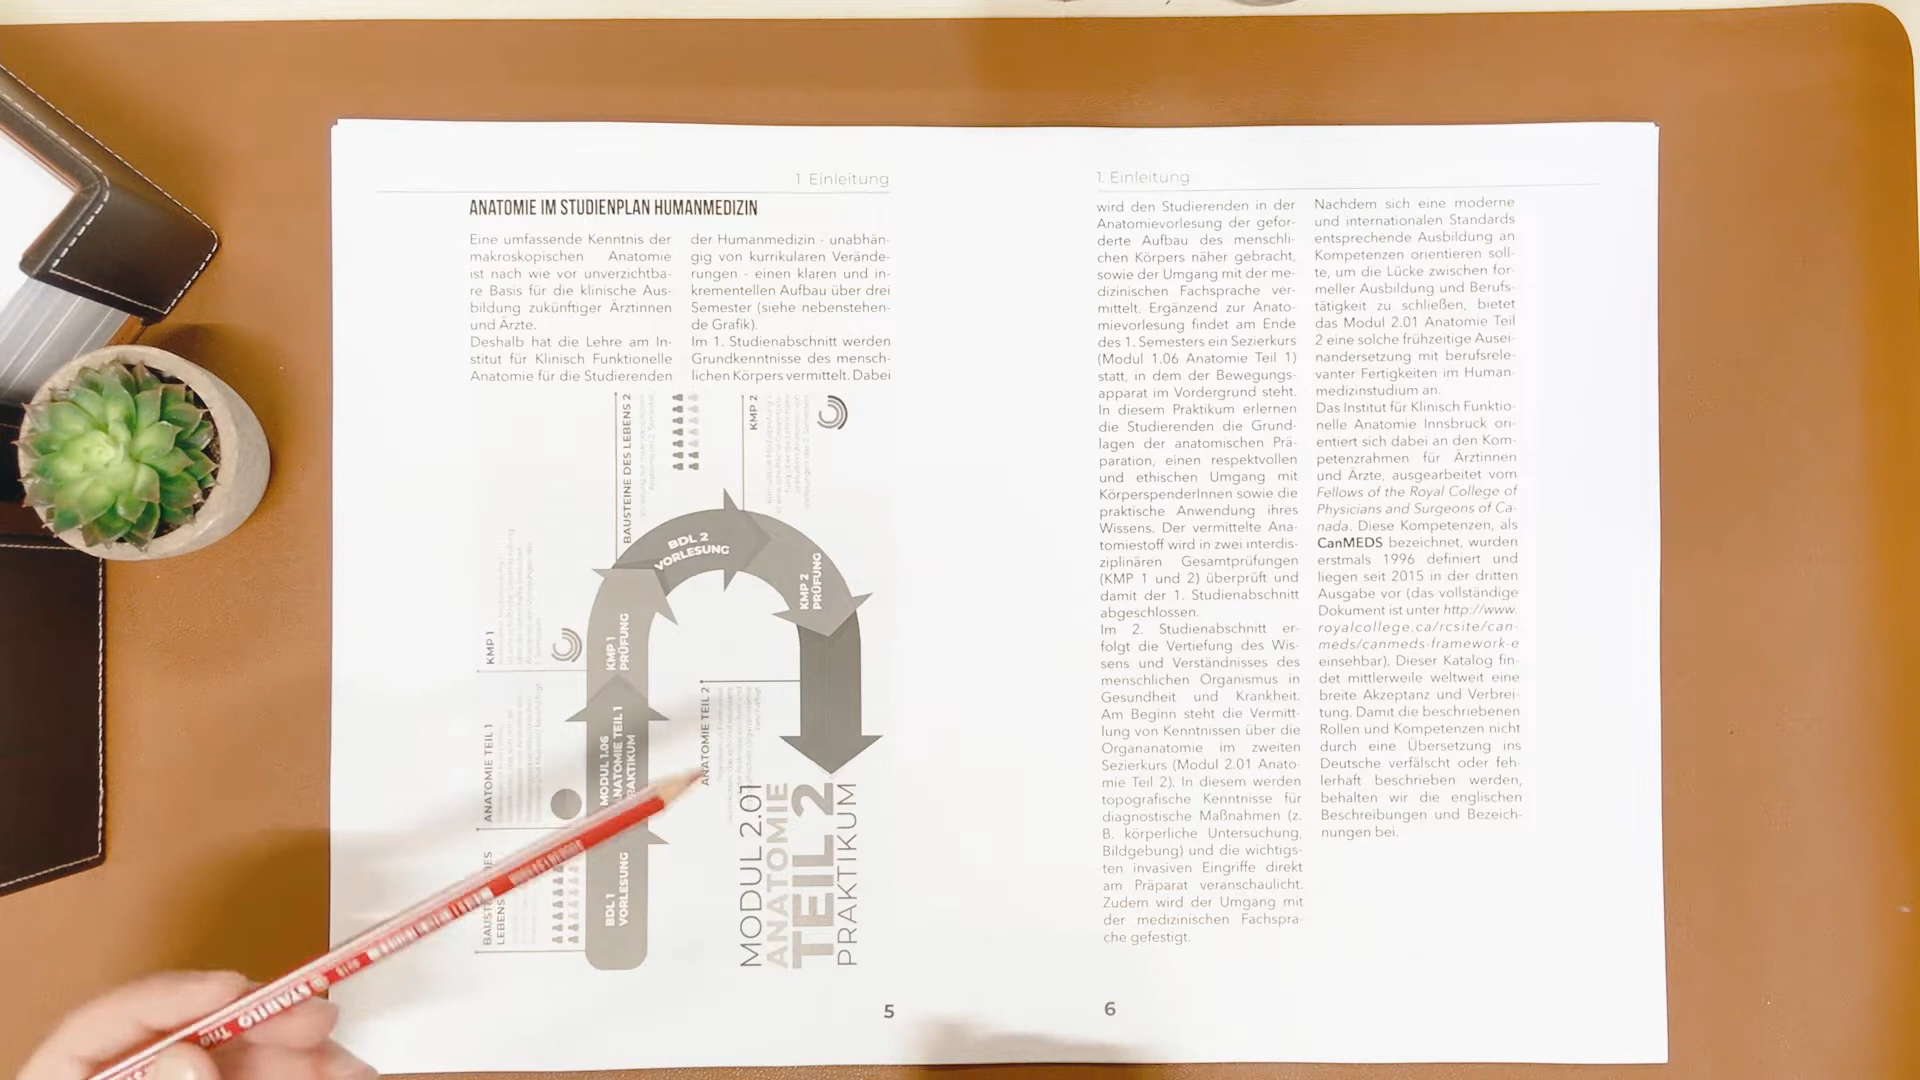 1 Einleitung
ANATOMIE IM STUDIENPLAN HUMANMEDIZIN
Eine umfassende Kenntnis der
makroskopischen Anatomie
ist nach wie vor unverzichtba-
re Basis für die klinische Aus-
bildung zukünftiger Ärztinnen
und Ärzte.
Deshalb hat die Lehre am In-
stitut für Klinisch Funktionelle
Anatomie für die Studierenden
der Humanmedizin - unabhän-
gig von kurrikularen Verände-
rungen - einen klaren und in-
krementellen Aufbau über drei
Semester (siehe nebenstehen-
de Grafik).
Im 1. Studienabschnitt werden
Grundkenntnisse des mensch-
lichen Körpers vermittelt. Dabei
BAUSTEINE DES LEBENS 2
KMP 2
KMP 1
ANATOMIE TEIL 1
ANATOMIE TEIL 2
BDL 1
VORLESUNG
MODUL 1.06
ANATOMIE TEIL 1
PRAKTIKUM
KMP 1
PRÜFUNG
BDL 2
VORLESUNG
KMP 2
PRÜFUNG
MODUL 2.01
ANATOMIE
TEIL 2
PRAKTIKUM
5
1. Einleitung
wird den Studierenden in der
Anatomievorlesung der gefor-
derte Aufbau des menschli-
chen Körpers näher gebracht,
sowie der Umgang mit der me-
dizinischen Fachsprache ver-
mittelt. Ergänzend zur Anato-
mievorlesung findet am Ende
des 1. Semesters ein Sezierkurs
(Modul 1.06 Anatomie Teil 1)
statt, in dem der Bewegungs-
apparat im Vordergrund steht.
In diesem Praktikum erlernen
die Studierenden die Grund-
lagen der anatomischen Prä-
paration, einen respektvollen
und ethischen Umgang mit
KörperspenderInnen sowie die
praktische Anwendung ihres
Wissens. Der vermittelte Ana-
tomiestoff wird in zwei interdis-
ziplinären Gesamtprüfungen
(KMP 1 und 2) überprüft und
damit der 1. Studienabschnitt
abgeschlossen.
Im 2. Studienabschnitt er-
folgt die Vertiefung des Wis-
sens und Verständnisses des
menschlichen Organismus in
Gesundheit und Krankheit.
Am Beginn steht die Vermitt-
lung von Kenntnissen über die
Organanatomie im zweiten
Sezierkurs (Modul 2.01 Anato-
mie Teil 2). In diesem werden
topografische Kenntnisse für
diagnostische Maßnahmen (z.
B. körperliche Untersuchung,
Bildgebung) und die wichtigs-
ten invasiven Eingriffe direkt
am Präparat veranschaulicht.
Zudem wird der Umgang mit
der medizinischen Fachspra-
che gefestigt.
Nachdem sich eine moderne
und internationalen Standards
entsprechende Ausbildung an
Kompetenzen orientieren soll-
te, um die Lücke zwischen for-
meller Ausbildung und Berufs-
tätigkeit zu schließen, bietet
das Modul 2.01 Anatomie Teil
2 eine solche frühzeitige Ausei-
nandersetzung mit berufsrele-
vanter Fertigkeiten im Human-
medizinstudium an.
Das Institut für Klinisch Funktio-
nelle Anatomie Innsbruck ori-
entiert sich dabei an den Kom-
petenzrahmen für Ärztinnen
und Ärzte, ausgearbeitet vom
Fellows of the Royal College of
Physicians and Surgeons of Ca-
nada. Diese Kompetenzen, als
CanMEDS bezeichnet, wurden
erstmals 1996 definiert und
liegen seit 2015 in der dritten
Ausgabe vor (das vollständige
Dokument ist unter http://www.
royalcollege.ca/rcsite/can-
meds/canmeds-framework-e
einsehbar). Dieser Katalog fin-
det mittlerweile weltweit eine
breite Akzeptanz und Verbrei-
tung. Damit die beschriebenen
Rollen und Kompetenzen nicht
durch eine Übersetzung ins
Deutsche verfälscht oder feh-
lerhaft beschrieben werden,
behalten wir die englischen
Beschreibungen und Bezeich-
nungen bei.
6
STABILO Trio